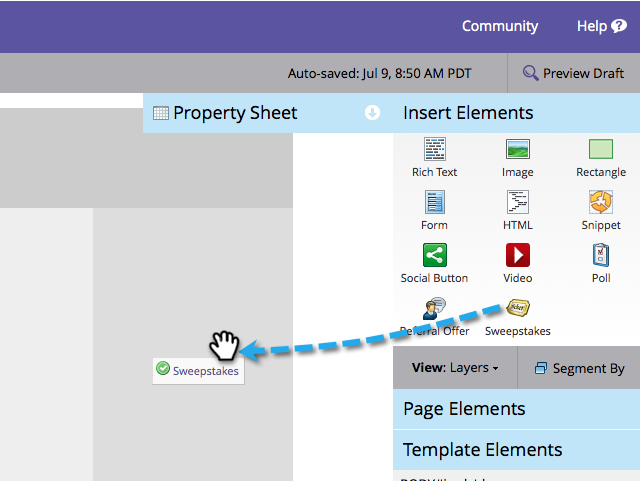 Community Help ?
Auto-saved: Jul 9, 8:50 AM PDT Preview Draft
Property Sheet Insert Elements
Rich Text Image Rectangle
Form HTML Snippet
Social Button Video Poll
Referral Offer Sweepstakes
Sweepstakes
View: Layers Segment By
Page Elements
Template Elements